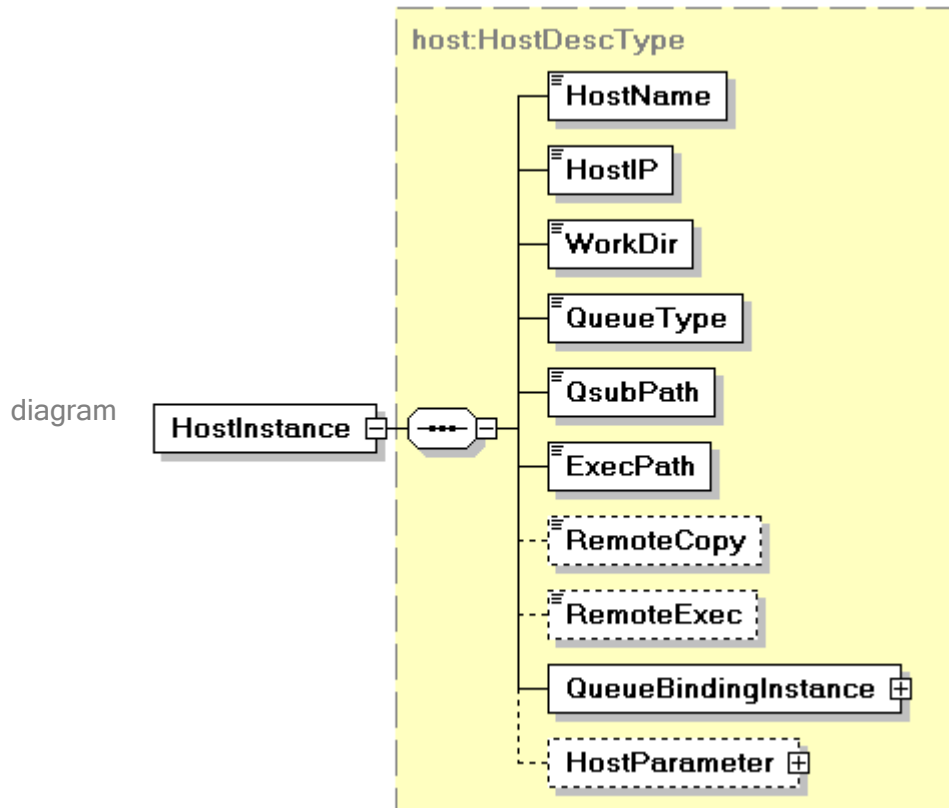 host:HostDescType
HostName
HostIP
WorkDir
QueueType
QsubPath
diagram
HostInstance
ExecPath
RemoteCopy
RemoteExec
QueueBindingInstance
HostParameter